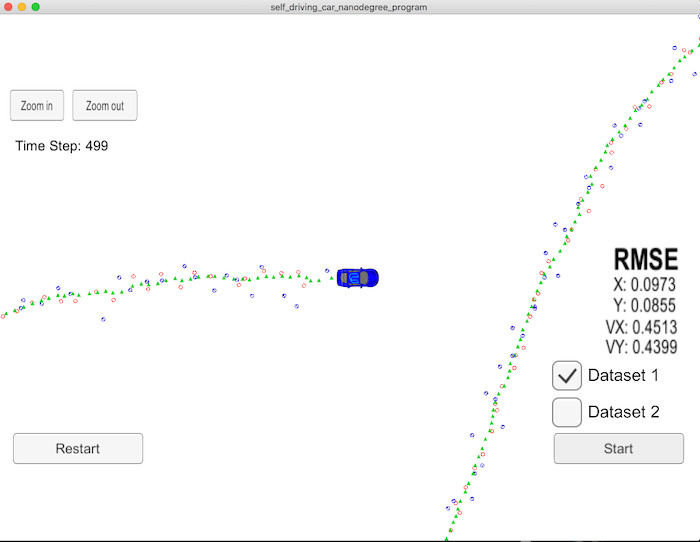 self_driving_car_nanodegree_program
Zoom in
Zoom out
Time Step: 499
RMSE
X: 0.0973
Y: 0.0855
VX: 0.4513
VY: 0.4399
Dataset 1
Dataset 2
Restart
Start